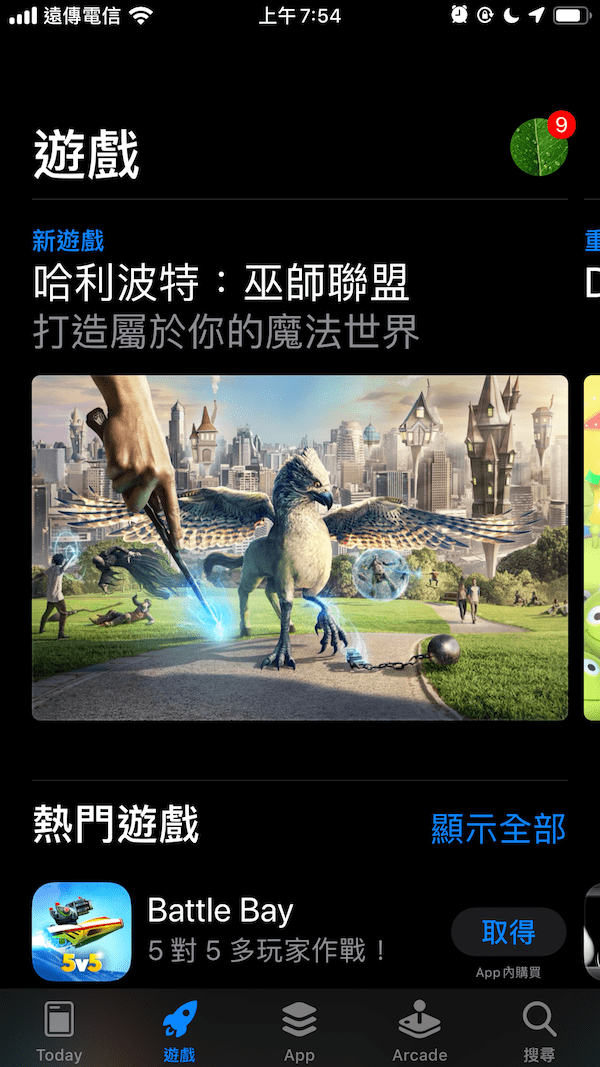 遠傳電信
上午7:54
遊戲
9
新遊戲
哈利波特：巫師聯盟
打造屬於你的魔法世界
重
D
熱門遊戲
顯示全部
Battle Bay
5 對 5 多玩家作戰！
5v5
取得
App內購買
Today
遊戲
App
Arcade
搜尋